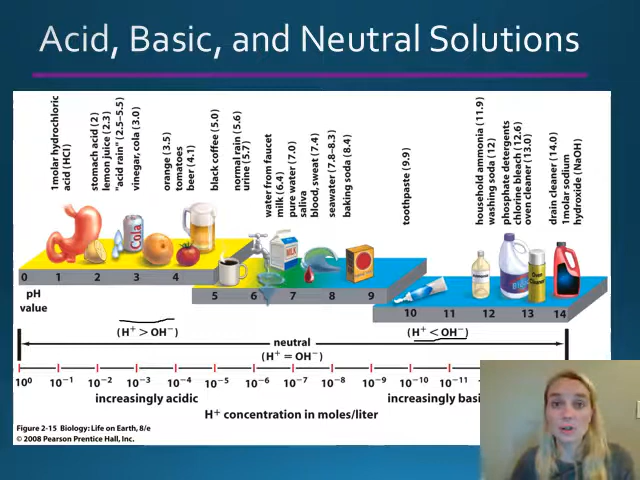 Acid, Basic, and Neutral Solutions
1molar hydrochloric
acid (HCl)
stomach acid (2)
lemon juice (2.3)
"acid rain" (2.5–5.5)
vinegar, cola (3.0)
orange (3.5)
tomatoes
beer (4.1)
black coffee (5.0)
normal rain (5.6)
urine (5.7)
water from faucet
milk (6.4)
pure water (7.0)
saliva
blood, sweat (7.4)
seawater (7.8–8.3)
baking soda (8.4)
toothpaste (9.9)
household ammonia (11.9)
washing soda (12)
phosphate detergents
chlorine bleach (12.6)
oven cleaner (13.0)
drain cleaner (14.0)
1molar sodium
hydroxide (NaOH)
Cola
Oven
Cleaner
0 1 2 3 4 5 6 7 8 9 10 11 12 13 14
pH
value
(H⁺ > OH⁻)
(H⁺ < OH⁻)
neutral
(H⁺ = OH⁻)
10⁰ 10⁻¹ 10⁻² 10⁻³ 10⁻⁴ 10⁻⁵ 10⁻⁶ 10⁻⁷ 10⁻⁸ 10⁻⁹ 10⁻¹⁰ 10⁻¹¹
increasingly acidic
increasingly basi
H⁺ concentration in moles/liter
Figure 2-15 Biology: Life on Earth, 8/e
© 2008 Pearson Prentice Hall, Inc.